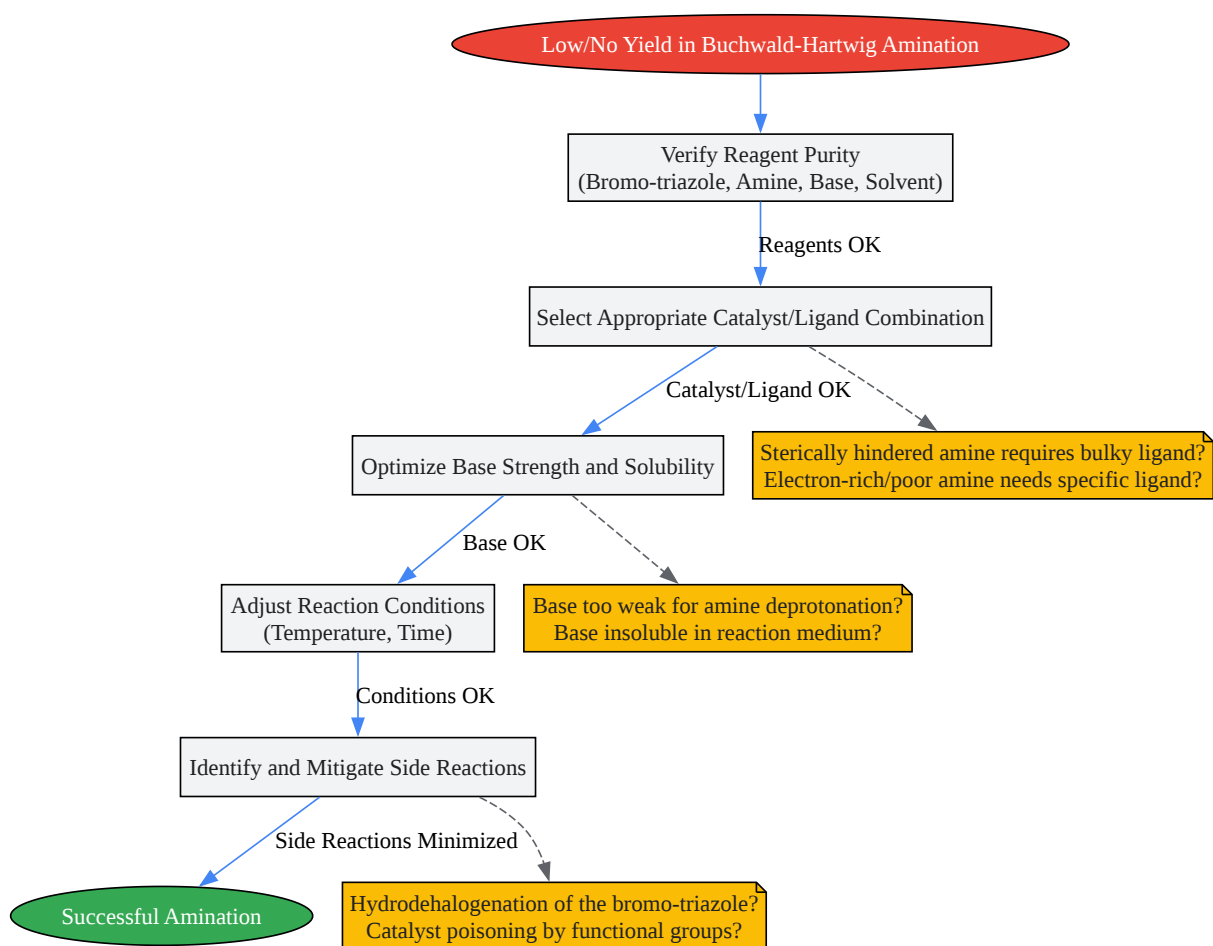 Low/No Yield in Buchwald-Hartwig Amination
Verify Reagent Purity
(Bromo-triazole, Amine, Base, Solvent)
Reagents OK
Select Appropriate Catalyst/Ligand Combination
Catalyst/Ligand OK
Sterically hindered amine requires bulky ligand?
Electron-rich/poor amine needs specific ligand?
Optimize Base Strength and Solubility
Base OK
Base too weak for amine deprotonation?
Base insoluble in reaction medium?
Adjust Reaction Conditions
(Temperature, Time)
Conditions OK
Identify and Mitigate Side Reactions
Side Reactions Minimized
Hydrodehalogenation of the bromo-triazole?
Catalyst poisoning by functional groups?
Successful Amination